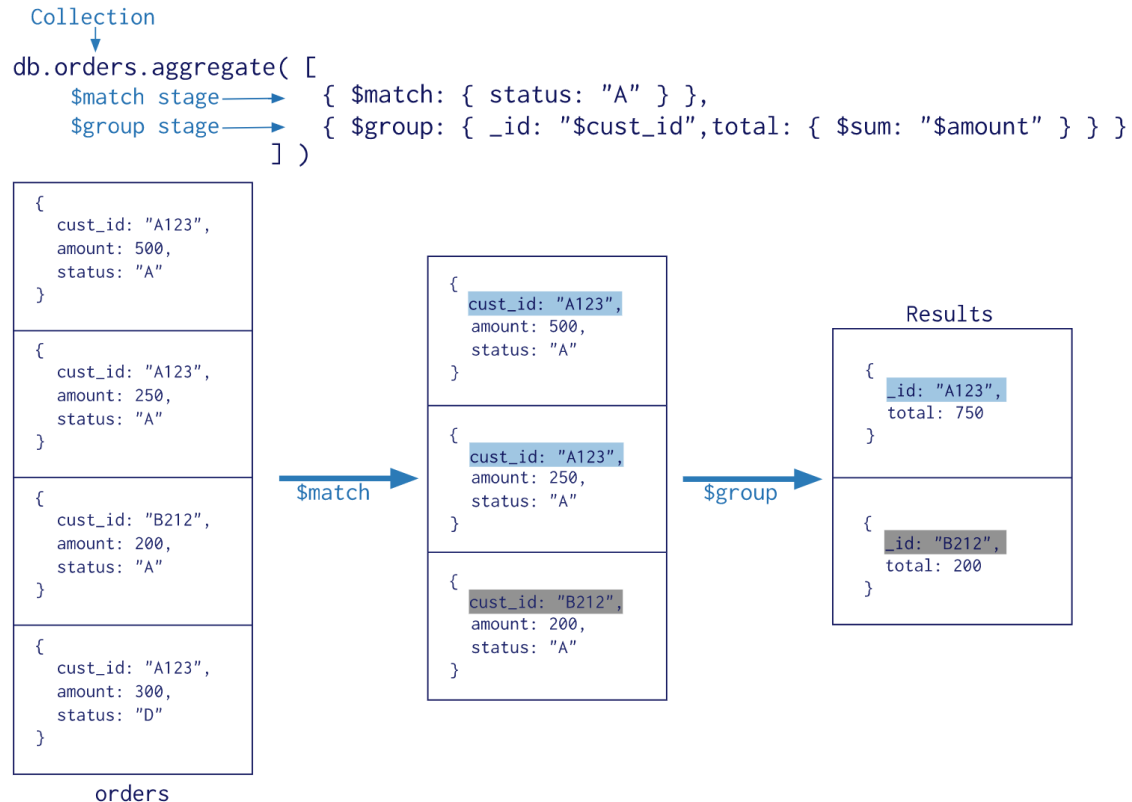 Collection
db.orders.aggregate( [
$match stage { $match: { status: "A" } },
$group stage { $group: { _id: "$cust_id",total: { $sum: "$amount" } } }
] )
{
cust_id: "A123",
amount: 500,
status: "A"
}
{
cust_id: "A123",
amount: 250,
status: "A"
}
{
cust_id: "B212",
amount: 200,
status: "A"
}
{
cust_id: "A123",
amount: 300,
status: "D"
}
orders
$match
{
cust_id: "A123",
amount: 500,
status: "A"
}
{
cust_id: "A123",
amount: 250,
status: "A"
}
{
cust_id: "B212",
amount: 200,
status: "A"
}
$group
Results
{
_id: "A123",
total: 750
}
{
_id: "B212",
total: 200
}